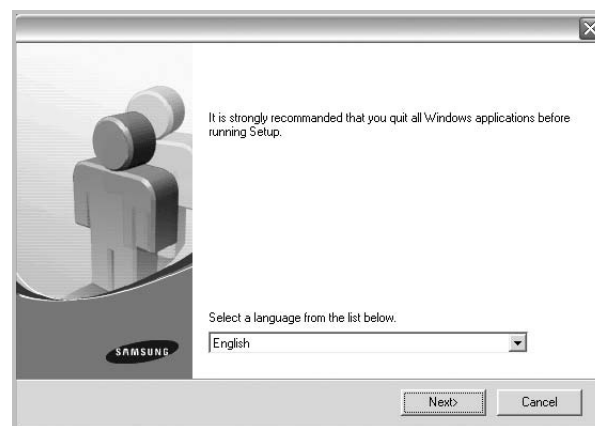 It is strongly recommanded that you quit all Windows applications before
running Setup.
Select a language from the list below.
English
SAMSUNG
Next>
Cancel